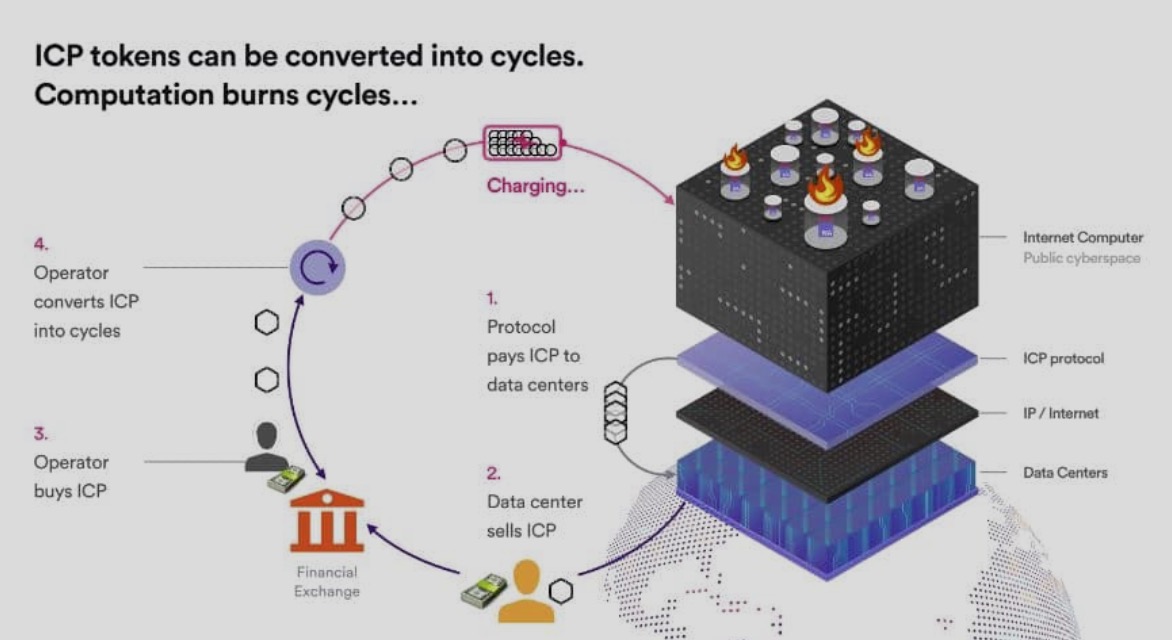 ICP tokens can be converted into cycles.
Computation burns cycles...
Charging...
4.
Operator
converts ICP
into cycles
1.
Protocol
pays ICP to
data centers
3.
Operator
buys ICP
2.
Data center
sells ICP
Financial
Exchange
Internet Computer
Public cyberspace
ICP protocol
IP / Internet
Data Centers